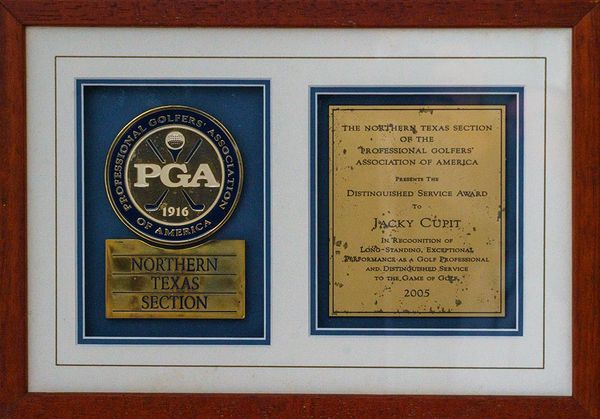 PROFESSIONAL GOLFERS' ASSOCIATION
PGA
1916
OF AMERICA
NORTHERN
TEXAS
SECTION
THE NORTHERN TEXAS SECTION
OF THE
PROFESSIONAL GOLFERS'
ASSOCIATION OF AMERICA
PRESENTS THE
DISTINGUISHED SERVICE AWARD
TO
JACKY CUPIT
IN RECOGNITION OF
LONG-STANDING, EXCEPTIONAL
PERFORMANCE AS A GOLF PROFESSIONAL
AND DISTINGUISHED SERVICE
TO THE GAME OF GOLF.
2005